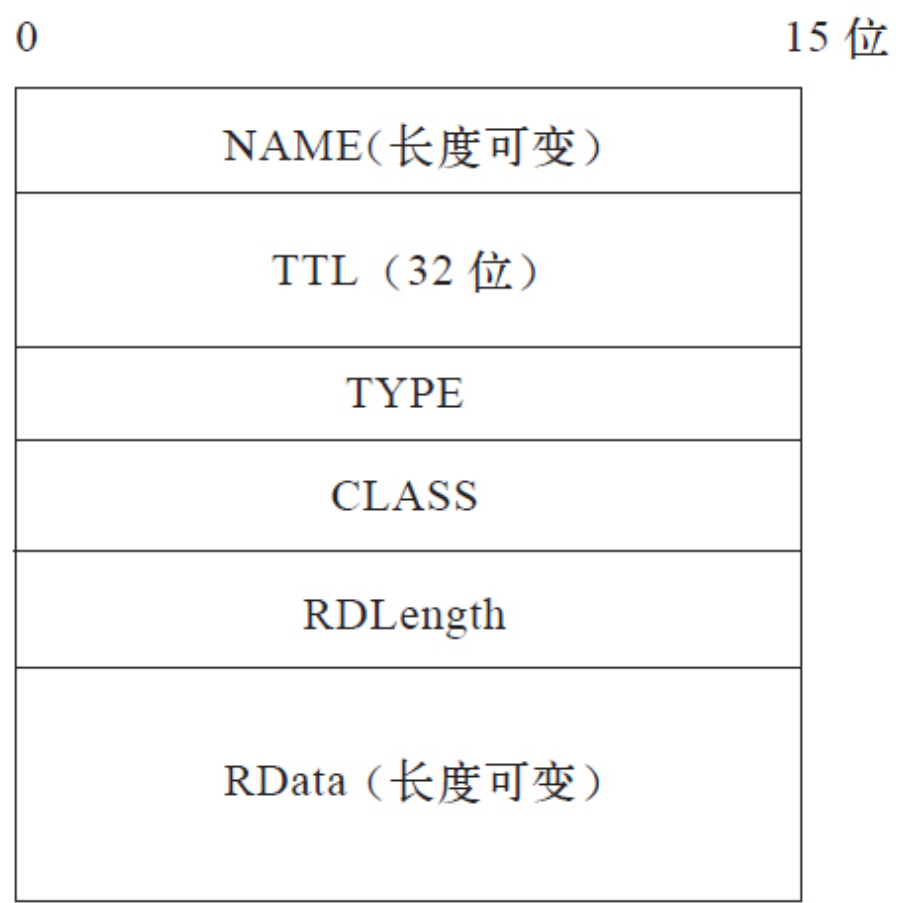 0 15 位
NAME(长度可变)
TTL（32 位）
TYPE
CLASS
RDLength
RData（长度可变）